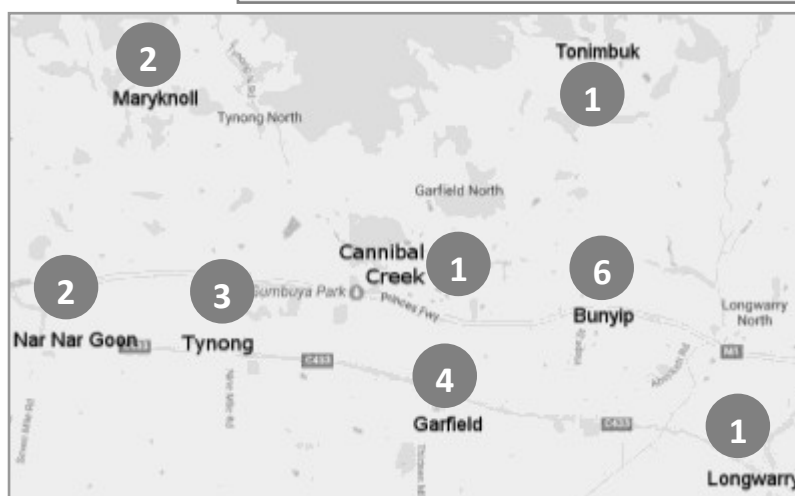 2
Maryknoll
Tynong North
Tonimbuk
1
Garfield North
Cannibal
Creek
1
6
Bunyip
2
Nar Nar Goon
3
Tynong
Gumbuya Park
Princes Fwy
Longwarry
North
M1
C433
C433
4
Garfield
C433
1
Longwarry